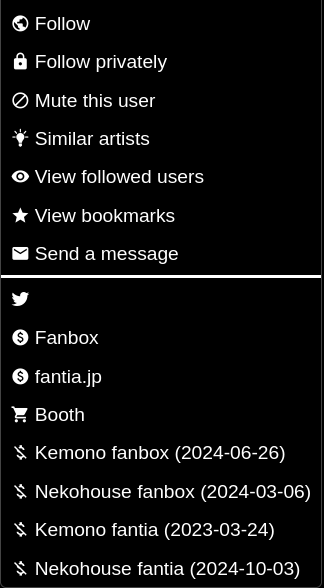 Follow
Follow privately
Mute this user
Similar artists
View followed users
View bookmarks
Send a message
Fanbox
fantia.jp
Booth
Kemono fanbox (2024-06-26)
Nekohouse fanbox (2024-03-06)
Kemono fantia (2023-03-24)
Nekohouse fantia (2024-10-03)